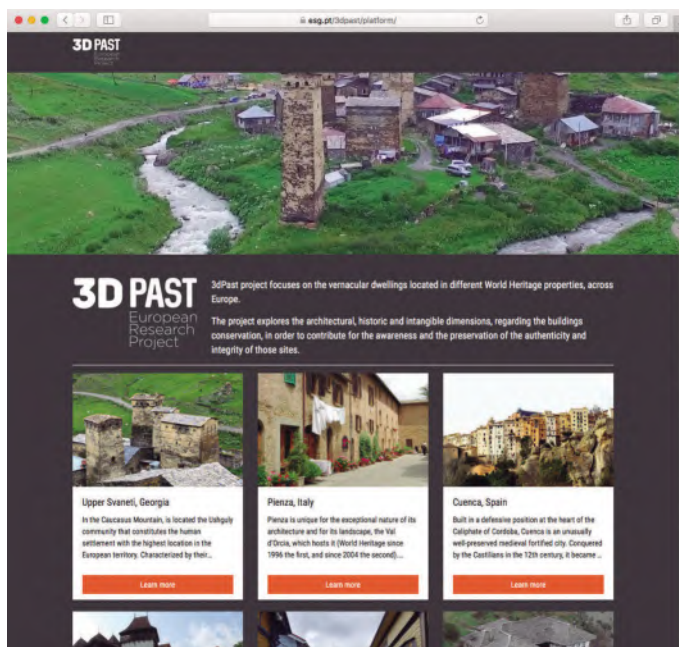 esg.pt/3dpast/platform/
3D PAST
European
Research
Project
3D PAST
European
Research
Project
3dPast project focuses on the vernacular dwellings located in different World Heritage properties, across
Europe.
The project explores the architectural, historic and intangible dimensions, regarding the buildings
conservation, in order to contribute for the awareness and the preservation of the authenticity and
integrity of those sites.
Upper Svaneti, Georgia
In the Caucasus Mountain, is located the Ushguly
community that constitutes the human
settlement with the highest location in the
European territory. Characterized by their...
Learn more
Pienza, Italy
Pienza is unique for the exceptional nature of its
architecture and for its landscape, the Val
d'Orcia, which hosts it (World Heritage since
1996 the first, and since 2004 the second)....
Learn more
Cuenca, Spain
Built in a defensive position at the heart of the
Caliphate of Cordoba, Cuenca is an unusually
well-preserved medieval fortified city. Conquered
by the Castilians in the 12th century, it became ...
Learn more